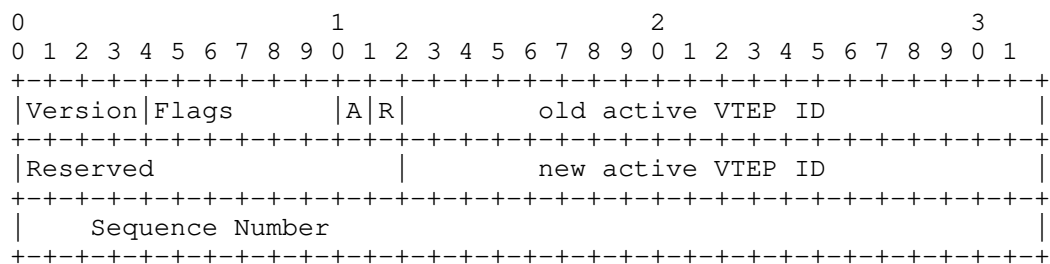 0                   1                   2                   3
0 1 2 3 4 5 6 7 8 9 0 1 2 3 4 5 6 7 8 9 0 1 2 3 4 5 6 7 8 9 0 1
+-+-+-+-+-+-+-+-+-+-+-+-+-+-+-+-+-+-+-+-+-+-+-+-+-+-+-+-+-+-+-+-+
|Version|Flags      |A|R|        old active VTEP ID             |
+-+-+-+-+-+-+-+-+-+-+-+-+-+-+-+-+-+-+-+-+-+-+-+-+-+-+-+-+-+-+-+-+
|Reserved               |        new active VTEP ID             |
+-+-+-+-+-+-+-+-+-+-+-+-+-+-+-+-+-+-+-+-+-+-+-+-+-+-+-+-+-+-+-+-+
|    Sequence Number                                            |
+-+-+-+-+-+-+-+-+-+-+-+-+-+-+-+-+-+-+-+-+-+-+-+-+-+-+-+-+-+-+-+-+